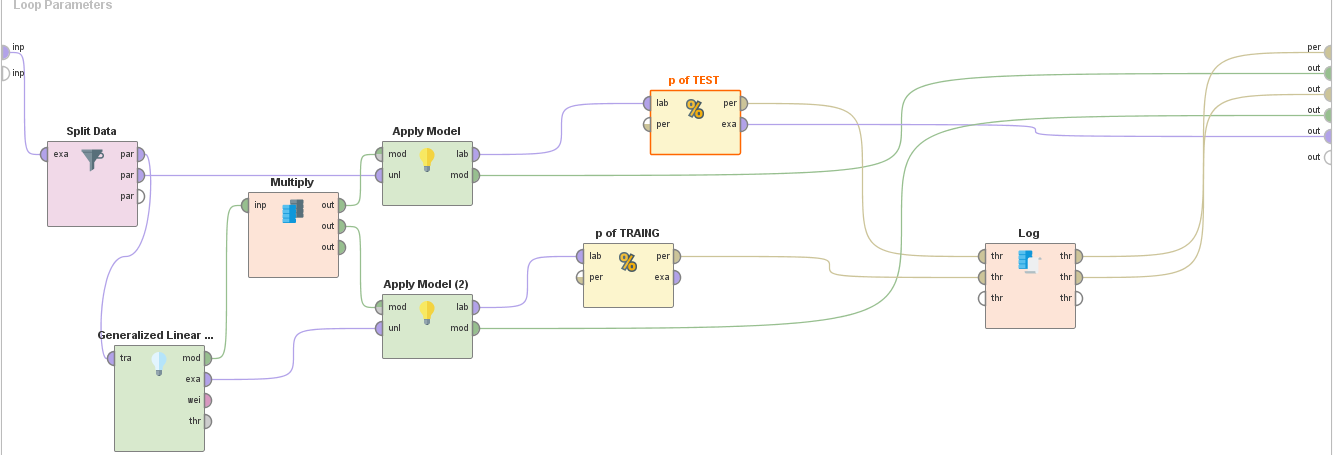 Loop Parameters
inp
inp
Split Data
exa
par
par
par
Multiply
inp
out
out
out
Generalized Linear ...
tra
mod
exa
wei
thr
Apply Model
mod
lab
unl
mod
Apply Model (2)
mod
lab
unl
mod
p of TEST
lab
per
per
exa
%
p of TRAING
lab
per
per
exa
%
Log
thr
thr
thr
thr
thr
thr
per
out
out
out
out
out